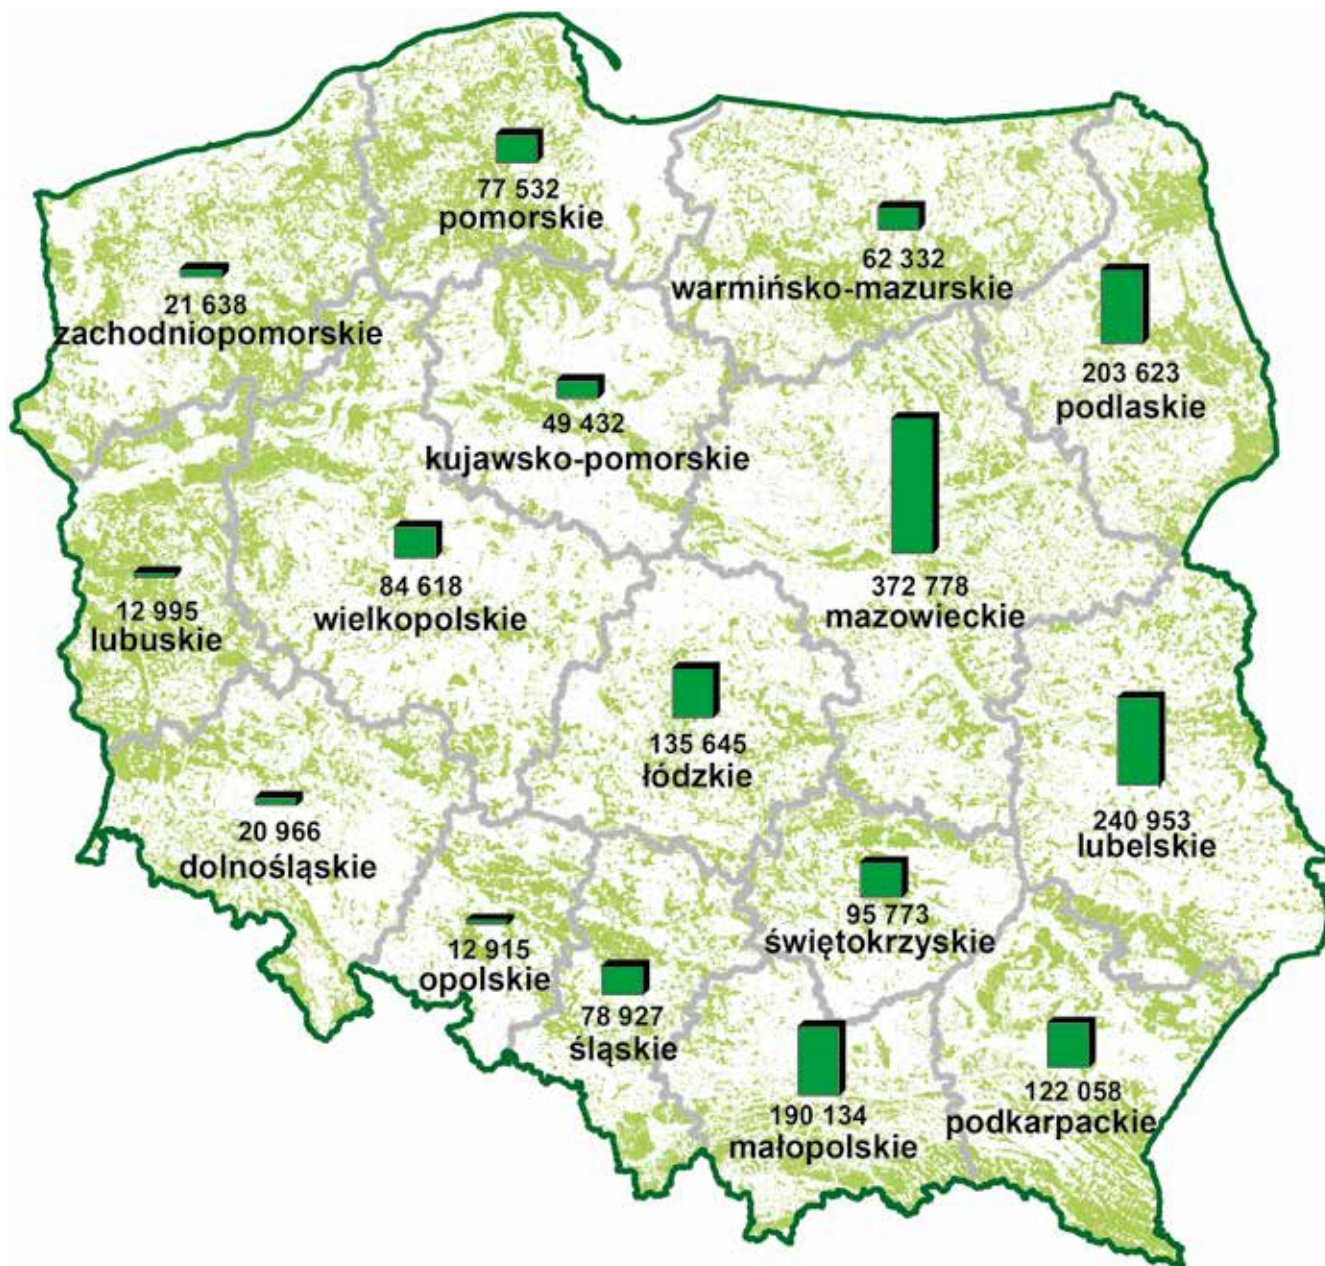 77 532
pomorskie
62 332
warmińsko-mazurskie
21 638
zachodniopomorskie
203 623
podlaskie
49 432
kujawsko-pomorskie
84 618
wielkopolskie
372 778
mazowieckie
12 995
lubuskie
135 645
łódzkie
20 966
dolnośląskie
240 953
lubelskie
95 773
świętokrzyskie
12 915
opolskie
78 927
śląskie
190 134
małopolskie
122 058
podkarpackie